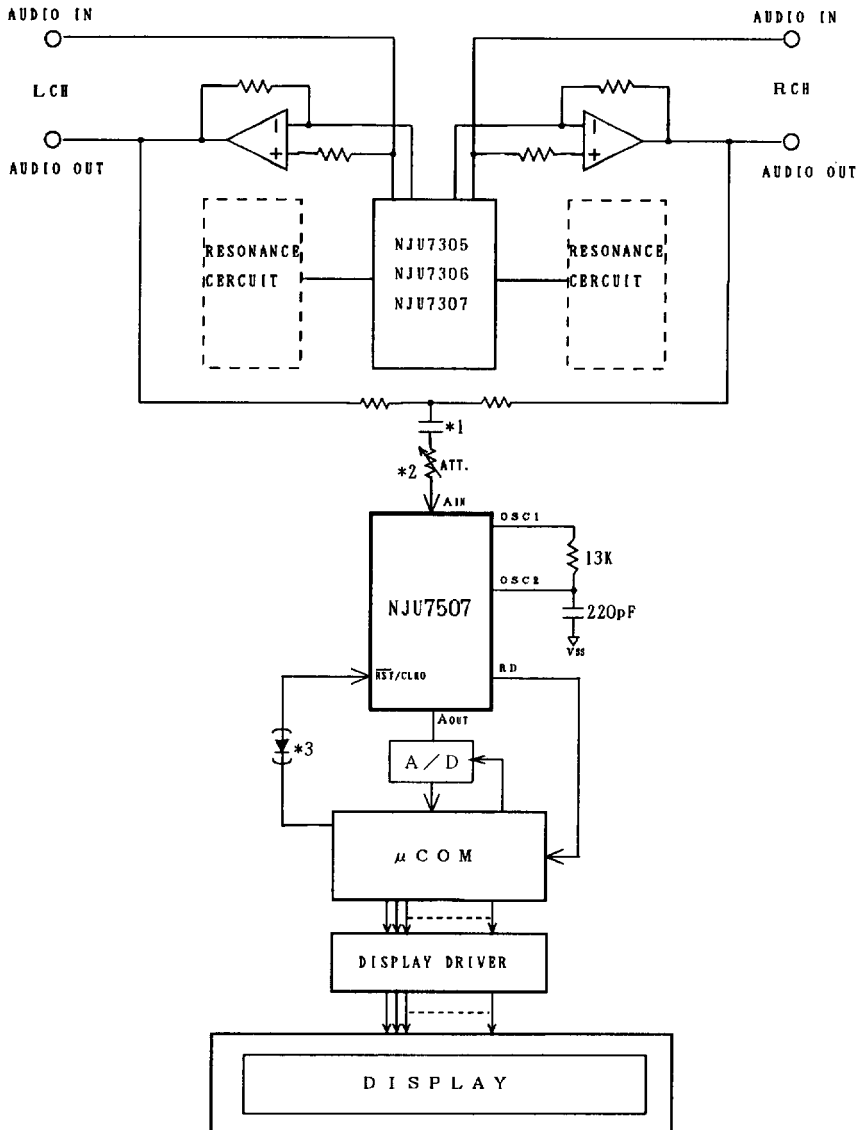 AUDIO IN
AUDIO IN
LCH
RCH
AUDIO OUT
AUDIO OUT
RESONANCE
CERCUIT
NJU7305
NJU7306
NJU7307
RESONANCE
CERCUIT
*1
*2 ATT.
AIN
OSC1
13K
OSC2
NJU7507
220pF
VSS
RST/CLKO
RD
AOUT
*3
A/D
μCOM
DISPLAY DRIVER
DISPLAY